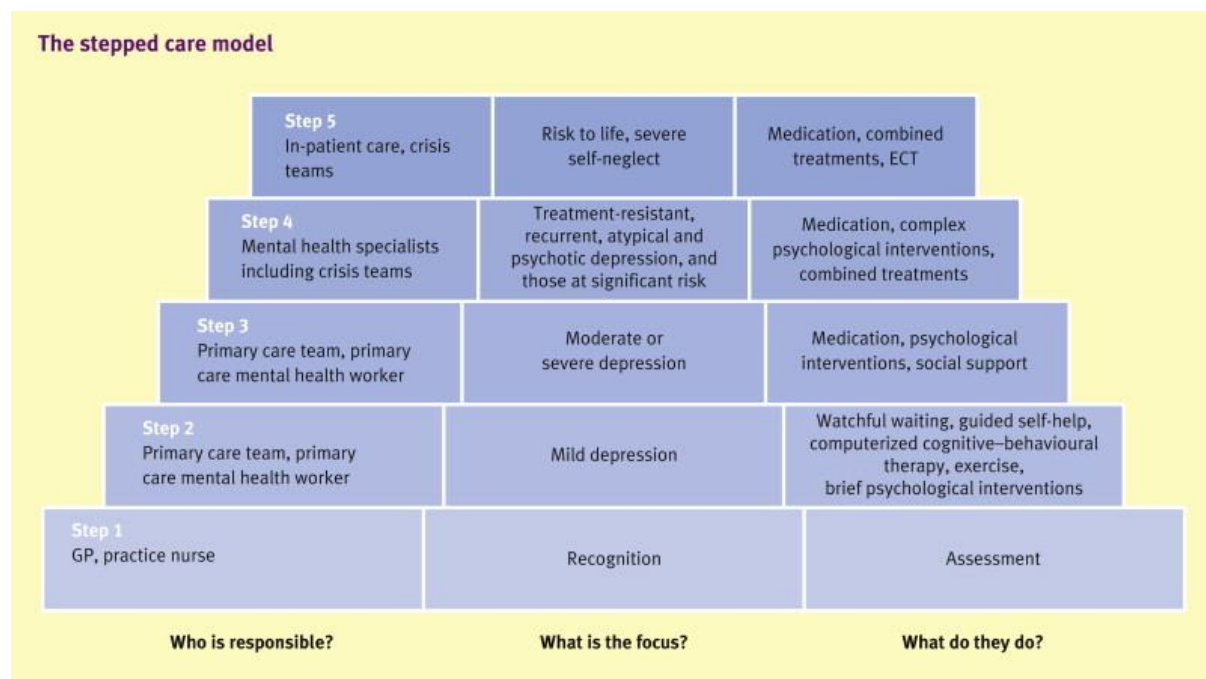 The stepped care model
Step 5
In-patient care, crisis
teams
Risk to life, severe
self-neglect
Medication, combined
treatments, ECT
Step 4
Mental health specialists
including crisis teams
Treatment-resistant,
recurrent, atypical and
psychotic depression, and
those at significant risk
Medication, complex
psychological interventions,
combined treatments
Step 3
Primary care team, primary
care mental health worker
Moderate or
severe depression
Medication, psychological
interventions, social support
Step 2
Primary care team, primary
care mental health worker
Mild depression
Watchful waiting, guided self-help,
computerized cognitive–behavioural
therapy, exercise,
brief psychological interventions
Step 1
GP, practice nurse
Recognition
Assessment
Who is responsible?
What is the focus?
What do they do?